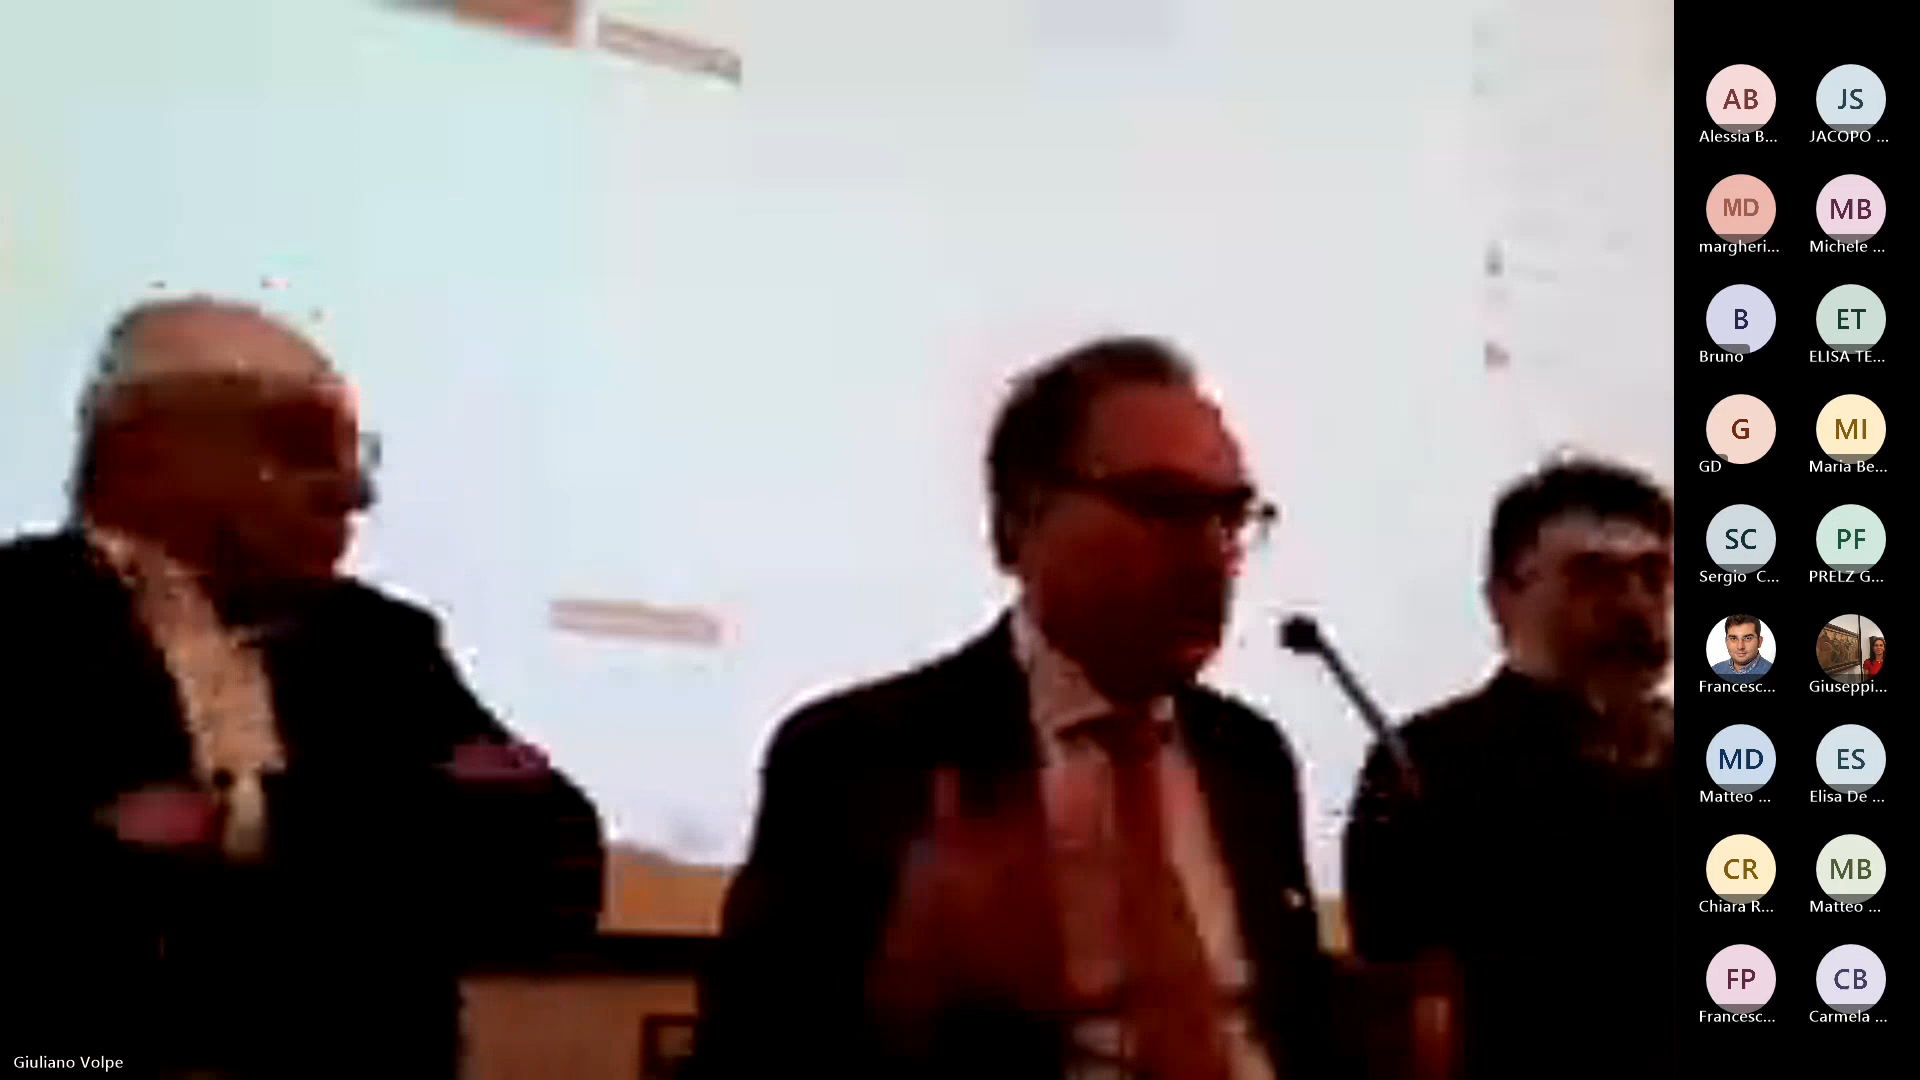 AB JS
Alessia B... JACOPO ...
MD MB
margheri... Michele ...
B ET
Bruno ELISA TE...
G MI
GD Maria Be...
SC PF
Sergio C... PRELZ G...
Francesc... Giuseppi...
MD ES
Matteo ... Elisa De ...
CR MB
Chiara R... Matteo ...
FP CB
Francesc... Carmela ...
Giuliano Volpe